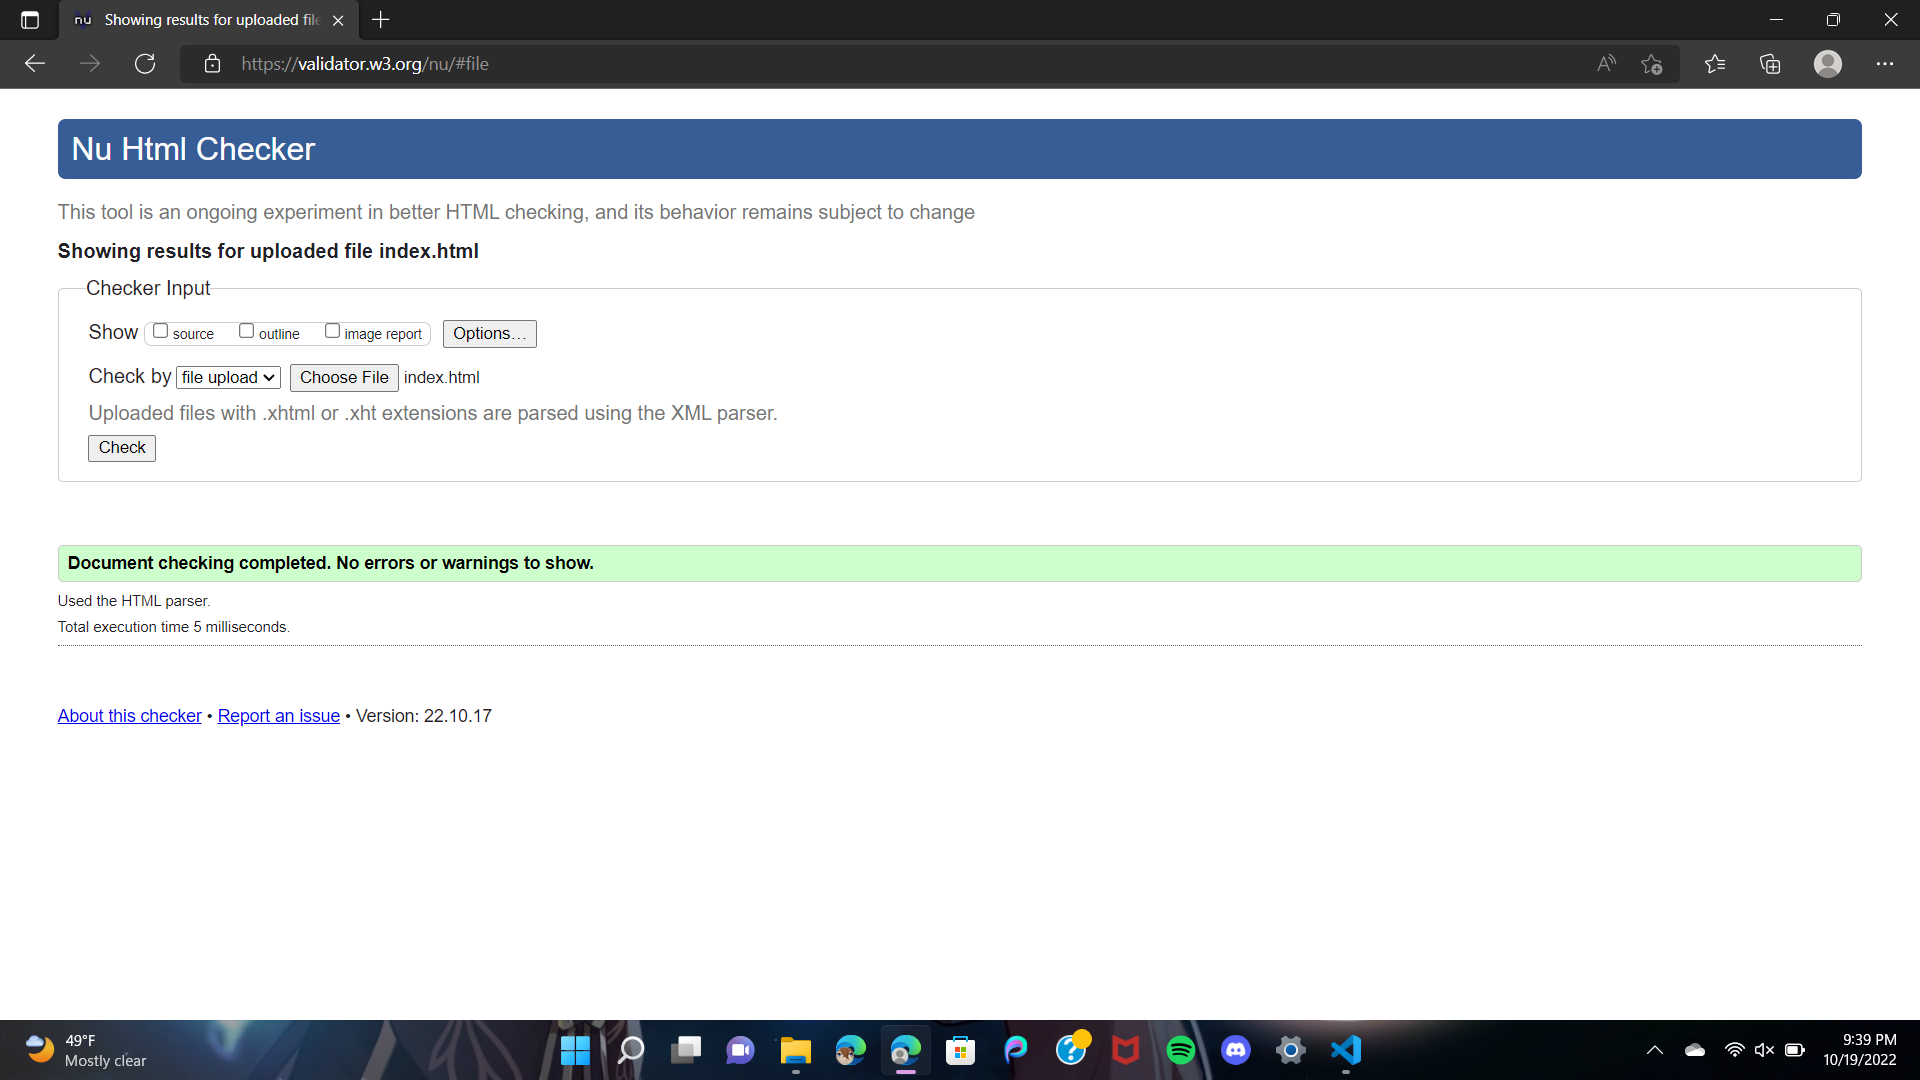 nu Showing results for uploaded file
https://validator.w3.org/nu/#file
Nu Html Checker
This tool is an ongoing experiment in better HTML checking, and its behavior remains subject to change
Showing results for uploaded file index.html
Checker Input
Show source outline image report Options...
Check by file upload Choose File index.html
Uploaded files with .xhtml or .xht extensions are parsed using the XML parser.
Check
Document checking completed. No errors or warnings to show.
Used the HTML parser.
Total execution time 5 milliseconds.
About this checker • Report an issue • Version: 22.10.17
49°F
Mostly clear
9:39 PM
10/19/2022